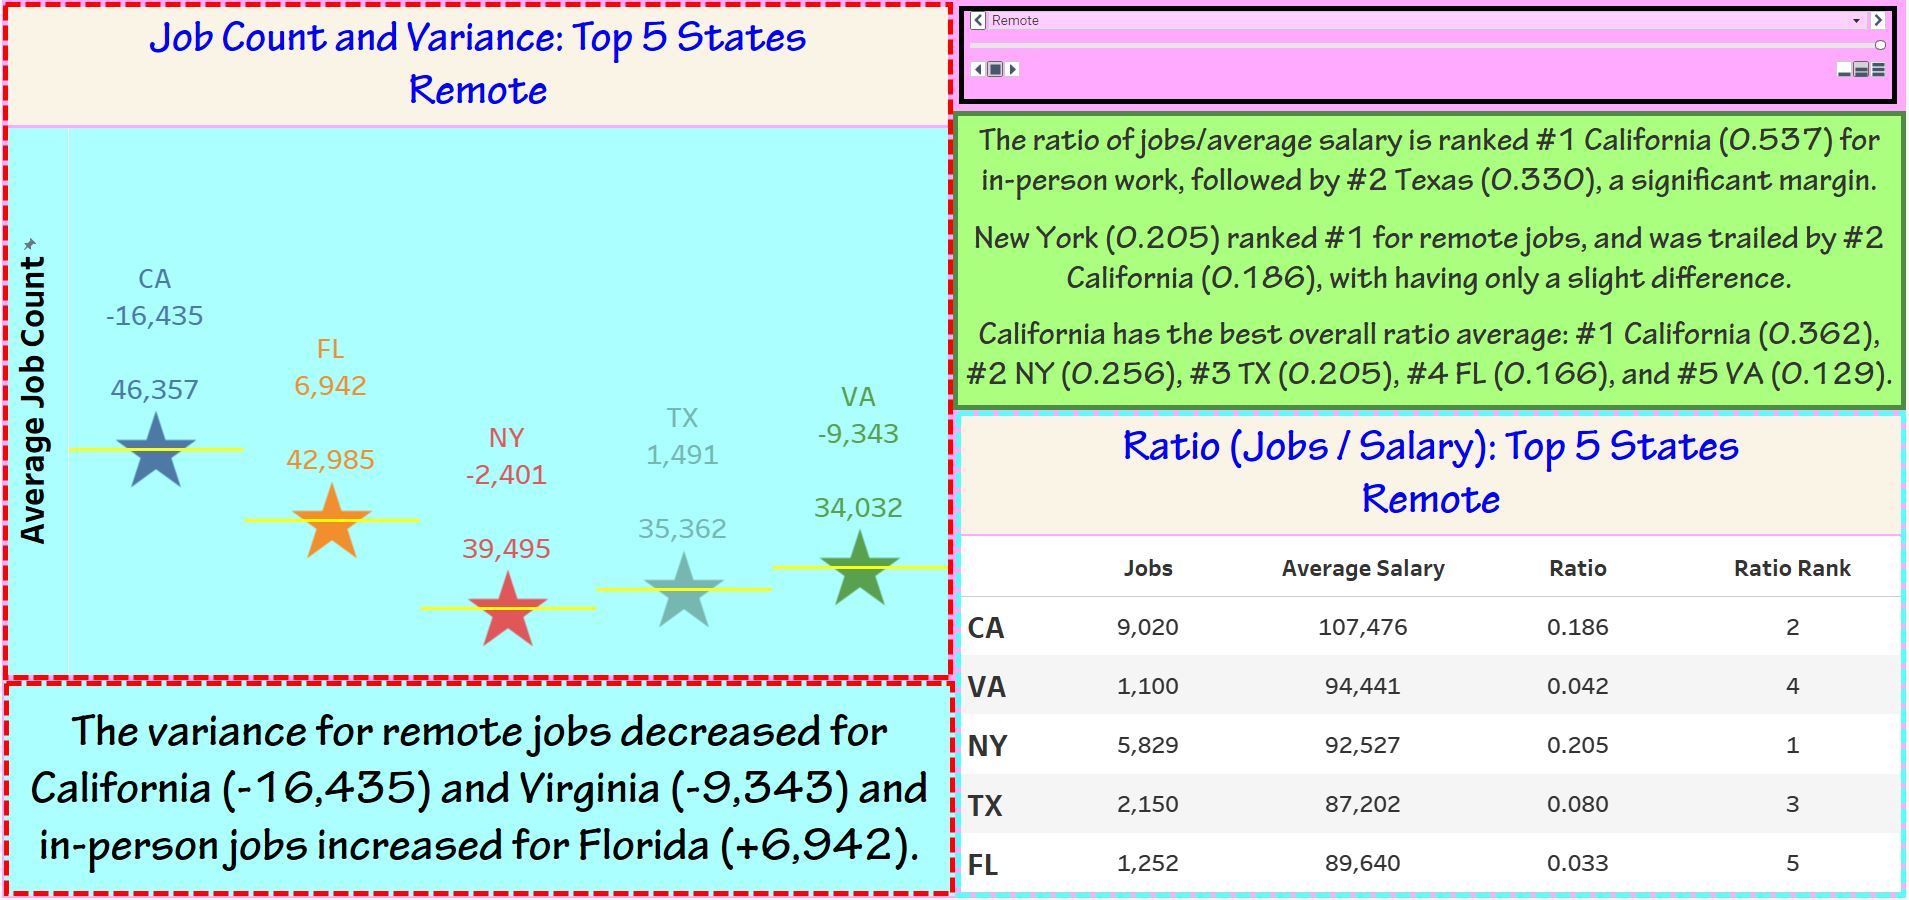 Job Count and Variance: Top 5 States
Remote
Average Job Count
CA
-16,435
46,357
FL
6,942
42,985
NY
-2,401
39,495
TX
1,491
35,362
VA
-9,343
34,032
The variance for remote jobs decreased for
California (-16,435) and Virginia (-9,343) and
in-person jobs increased for Florida (+6,942).
Remote
The ratio of jobs/average salary is ranked #1 California (0.537) for
in-person work, followed by #2 Texas (0.330), a significant margin.
New York (0.205) ranked #1 for remote jobs, and was trailed by #2
California (0.186), with having only a slight difference.
California has the best overall ratio average: #1 California (0.362),
#2 NY (0.256), #3 TX (0.205), #4 FL (0.166), and #5 VA (0.129).
Ratio (Jobs / Salary): Top 5 States
Remote
Jobs Average Salary Ratio Ratio Rank
CA 9,020 107,476 0.186 2
VA 1,100 94,441 0.042 4
NY 5,829 92,527 0.205 1
TX 2,150 87,202 0.080 3
FL 1,252 89,640 0.033 5